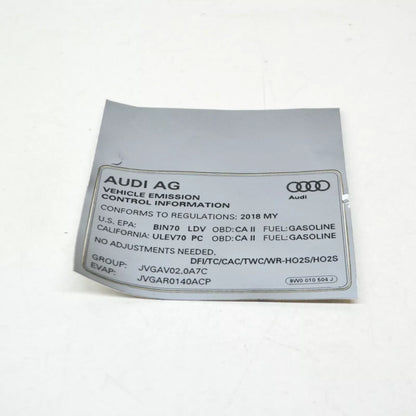 AUDI AG
VEHICLE EMISSION
CONTROL INFORMATION
Audi
CONFORMS TO REGULATIONS: 2018 MY
U.S. EPA: BIN70 LDV OBD: CA II FUEL: GASOLINE
CALIFORNIA: ULEV70 PC OBD: CA II FUEL: GASOLINE
NO ADJUSTMENTS NEEDED.
DFI/TC/CAC/TWC/WR-HO2S/HO2S
GROUP: JVGAV02.0A7C
EVAP: JVGAR0140ACP
8W0 010 504 J